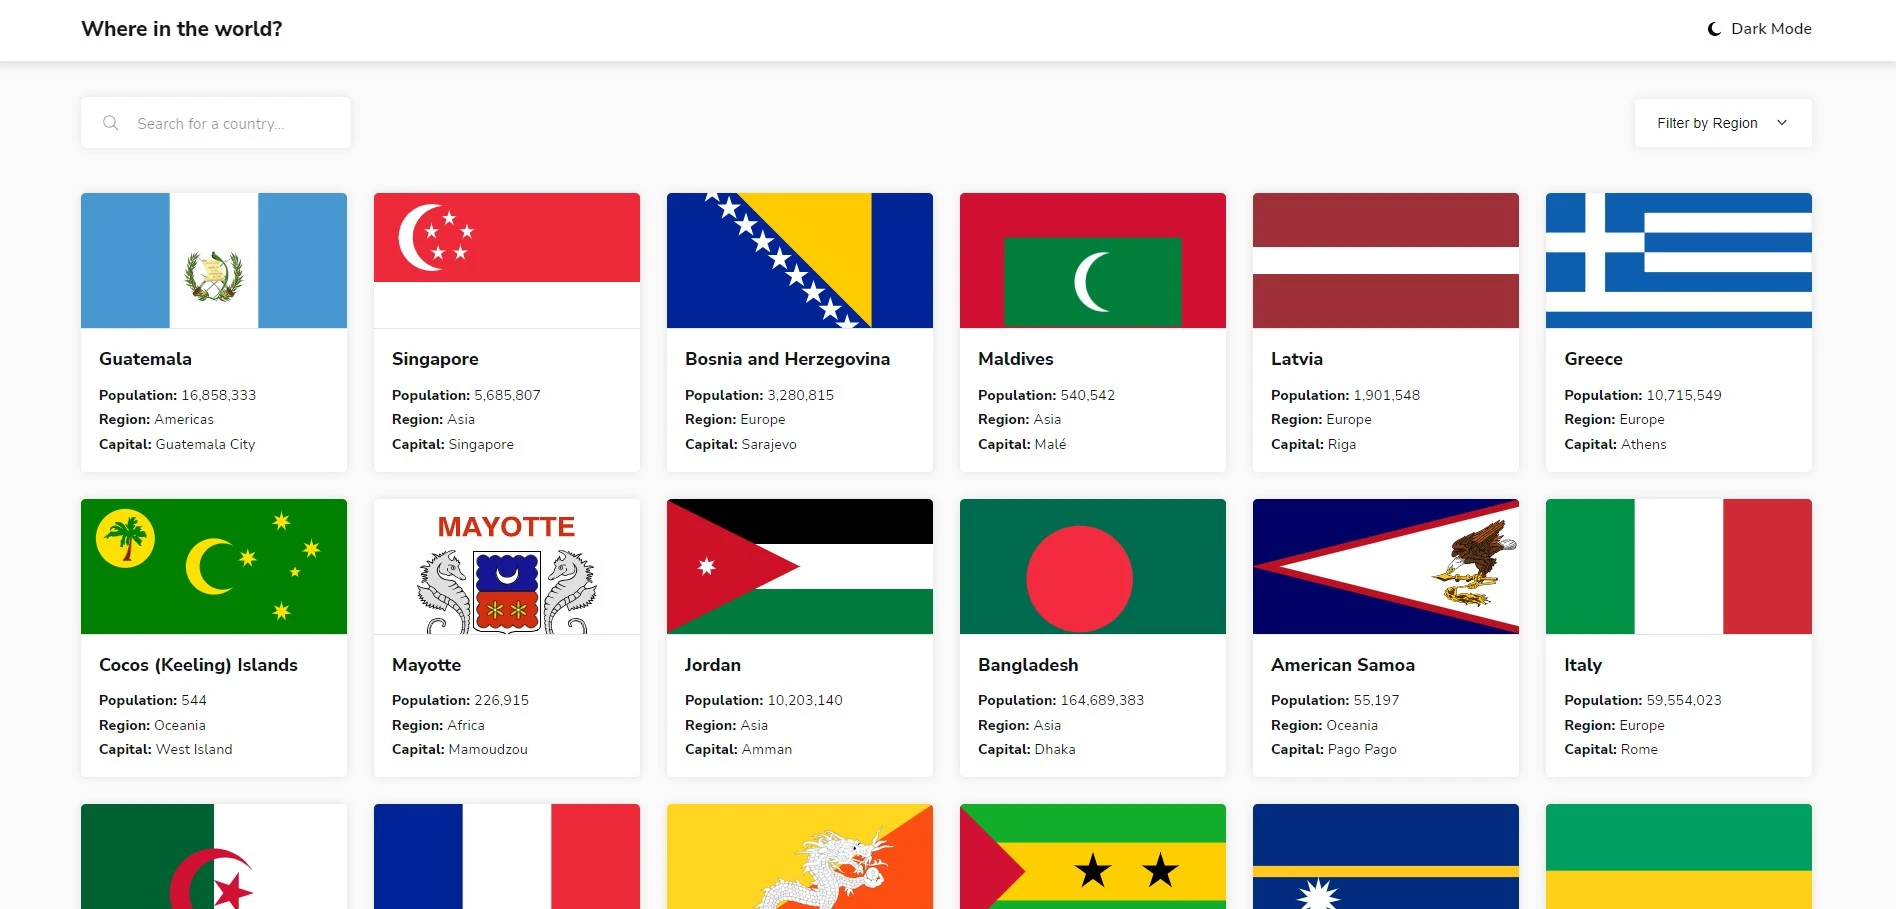 Where in the world?
Dark Mode
Search for a country...
Filter by Region
Guatemala
Population: 16,858,333
Region: Americas
Capital: Guatemala City
Singapore
Population: 5,685,807
Region: Asia
Capital: Singapore
Bosnia and Herzegovina
Population: 3,280,815
Region: Europe
Capital: Sarajevo
Maldives
Population: 540,542
Region: Asia
Capital: Malé
Latvia
Population: 1,901,548
Region: Europe
Capital: Riga
Greece
Population: 10,715,549
Region: Europe
Capital: Athens
Cocos (Keeling) Islands
Population: 544
Region: Oceania
Capital: West Island
MAYOTTE
Mayotte
Population: 226,915
Region: Africa
Capital: Mamoudzou
Jordan
Population: 10,203,140
Region: Asia
Capital: Amman
Bangladesh
Population: 164,689,383
Region: Asia
Capital: Dhaka
American Samoa
Population: 55,197
Region: Oceania
Capital: Pago Pago
Italy
Population: 59,554,023
Region: Europe
Capital: Rome